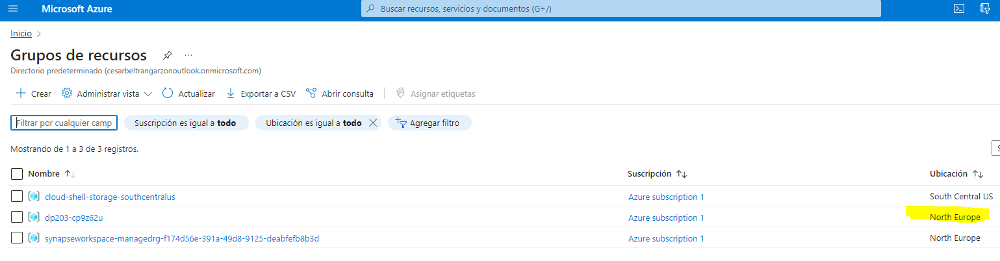 Microsoft Azure
Buscar recursos, servicios y documentos (G+/)
Inicio >
Grupos de recursos ...
Directorio predeterminado (cesarbeltrangarzonoutlook.onmicrosoft.com)
+ Crear Administrar vista Actualizar Exportar a CSV Abrir consulta Asignar etiquetas
Filtrar por cualquier camp Suscripción es igual a todo Ubicación es igual a todo Agregar filtro
Mostrando de 1 a 3 de 3 registros.
Nombre ↑↓ Suscripción ↑↓ Ubicación ↑↓
cloud-shell-storage-southcentralus Azure subscription 1 South Central US
dp203-cp9z62u Azure subscription 1 North Europe
synapseworkspace-managedrg-f174d56e-391a-49d8-9125-deabfefb8b3d Azure subscription 1 North Europe